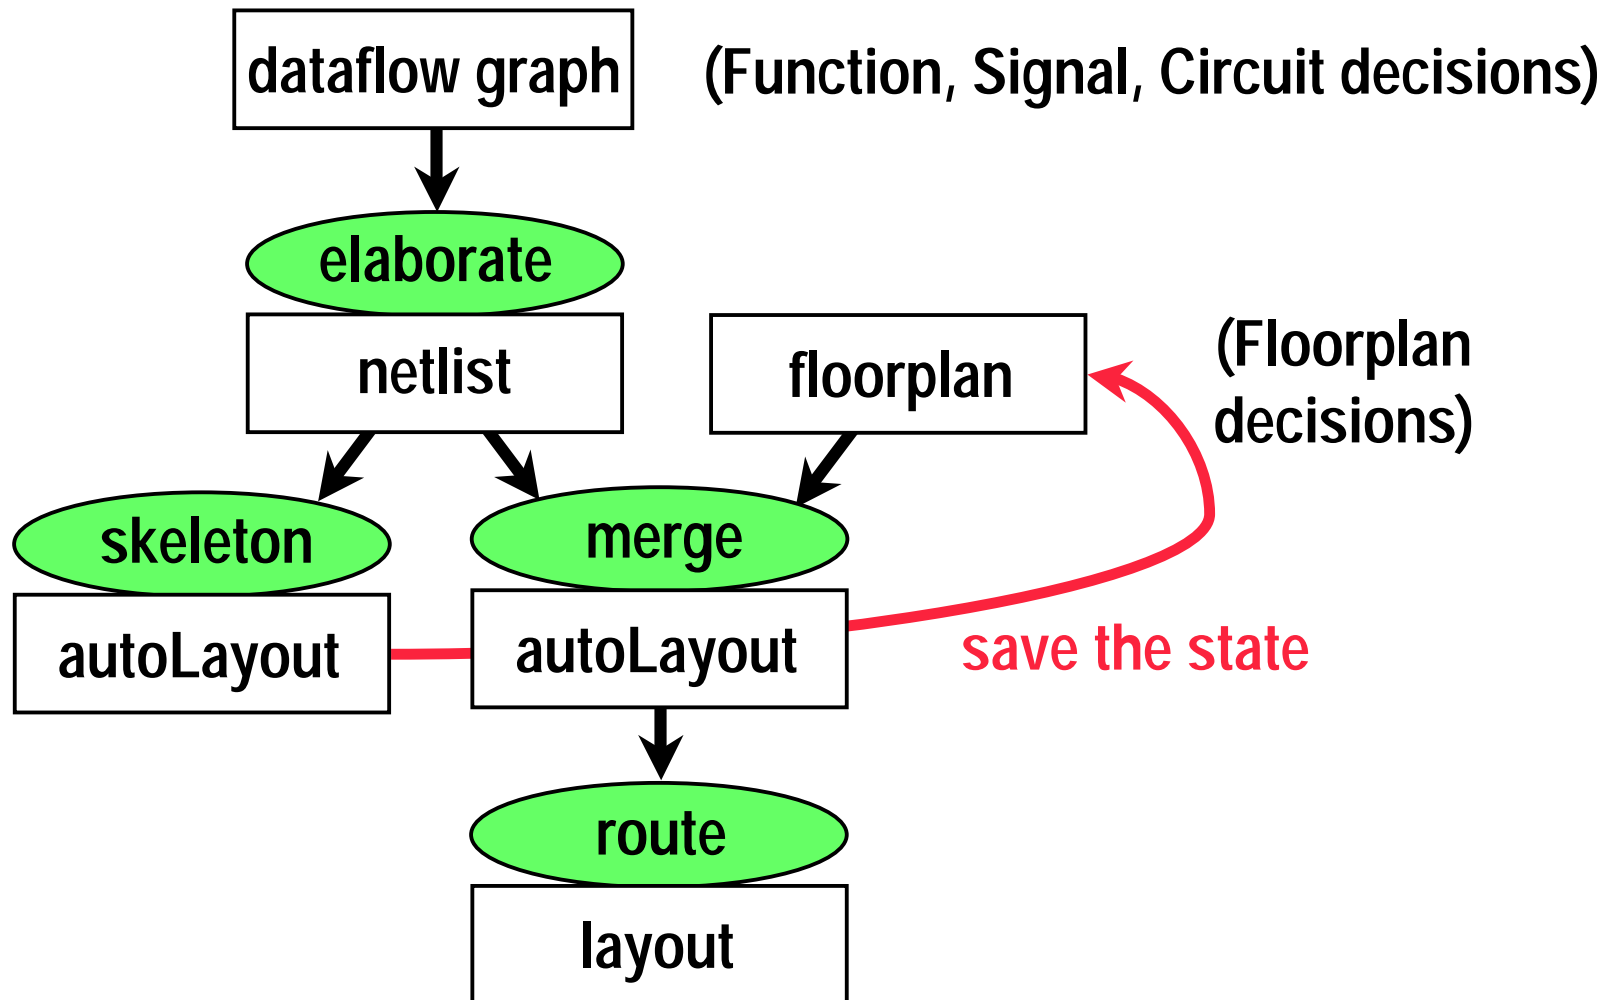 dataflow graph
(Function, Signal, Circuit decisions)
elaborate
netlist
floorplan
(Floorplan
decisions)
skeleton
merge
autoLayout
autoLayout
save the state
route
layout